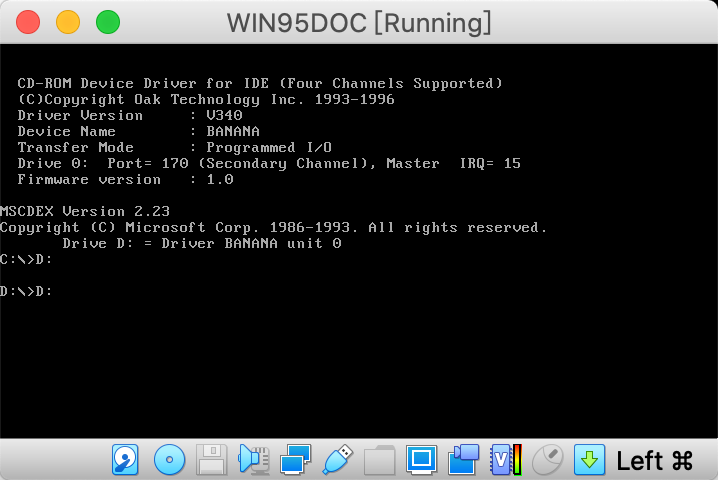 WIN95DOC [Running]
CD-ROM Device Driver for IDE (Four Channels Supported)
(C)Copyright Oak Technology Inc. 1993-1996
Driver Version : V340
Device Name : BANANA
Transfer Mode : Programmed I/O
Drive 0: Port= 170 (Secondary Channel), Master IRQ= 15
Firmware version : 1.0
MSCDEX Version 2.23
Copyright (C) Microsoft Corp. 1986-1993. All rights reserved.
Drive D: = Driver BANANA unit 0
C:\>D:
D:\>D:
V
Left ⌘